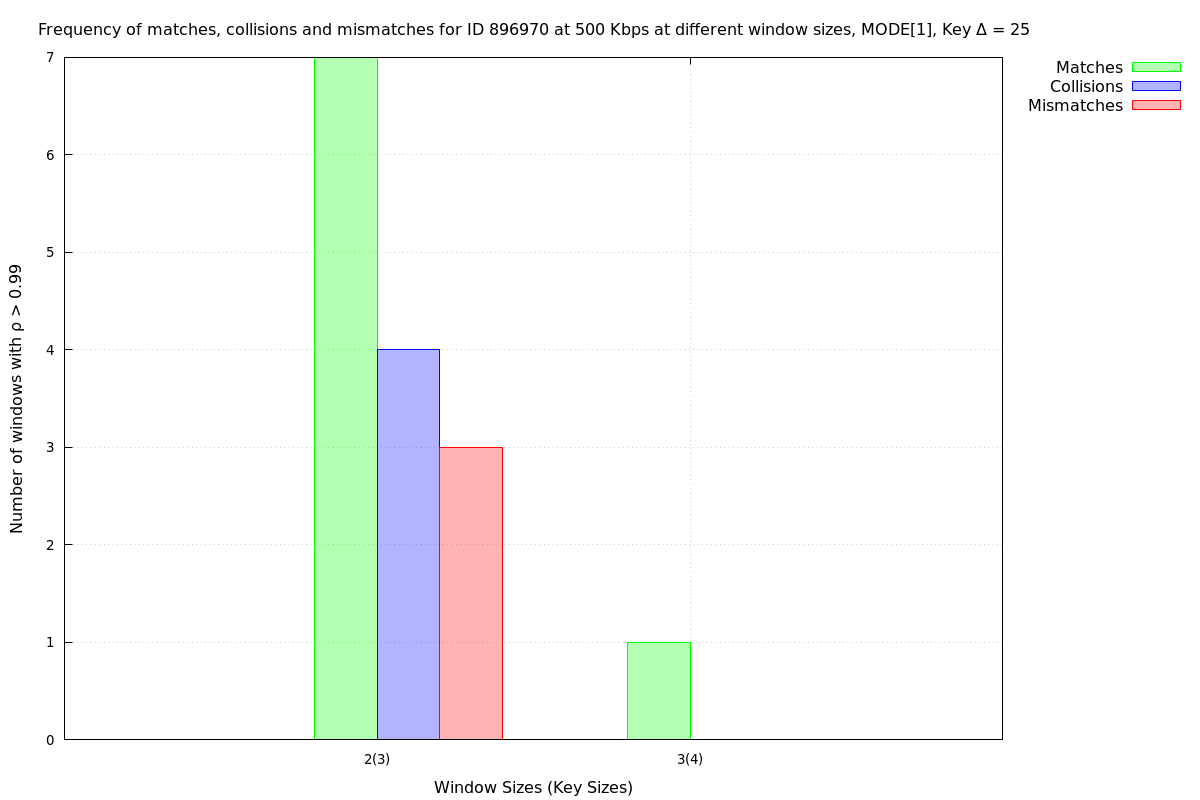 Frequency of matches, collisions and mismatches for ID 896970 at 500 Kbps at different window sizes, MODE[1], Key Δ = 25
Matches
Collisions
Mismatches
Number of windows with ρ > 0.99
7
6
5
4
3
2
1
0
2(3)
3(4)
Window Sizes (Key Sizes)